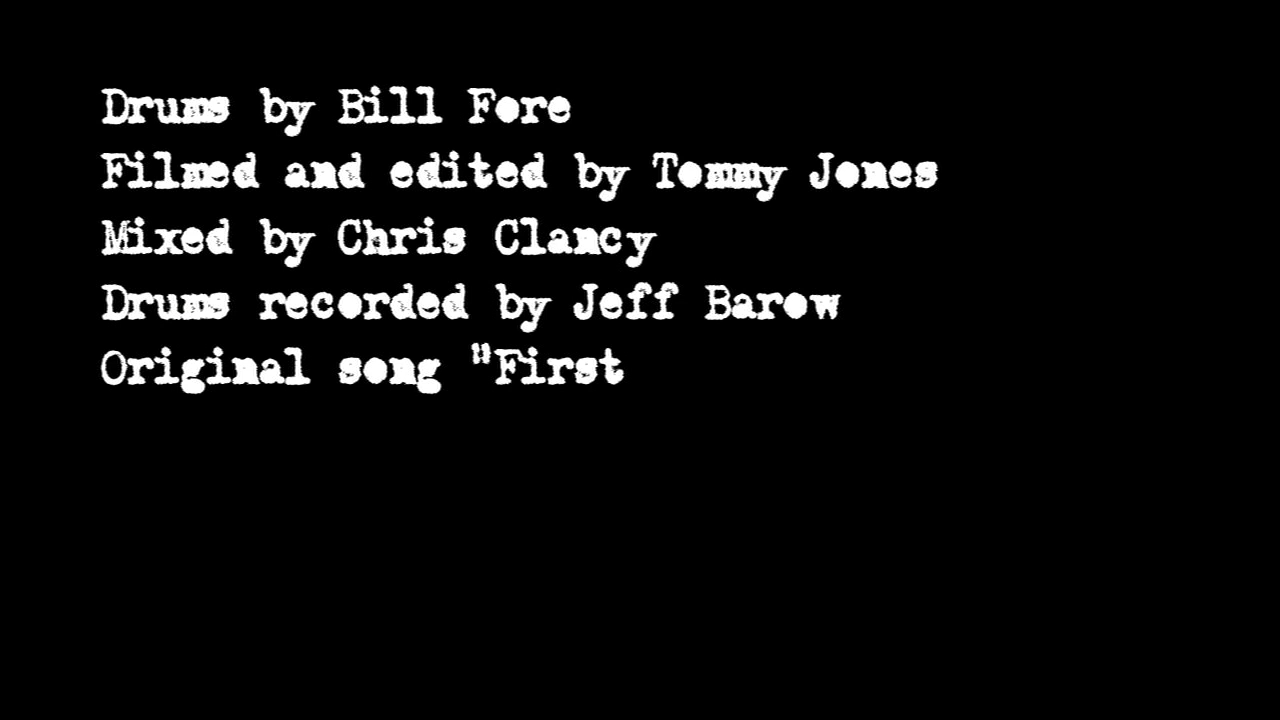 Drums by Bill Fore
Filmed and edited by Tommy Jones
Mixed by Chris Clancy
Drums recorded by Jeff Barow
Original song "First